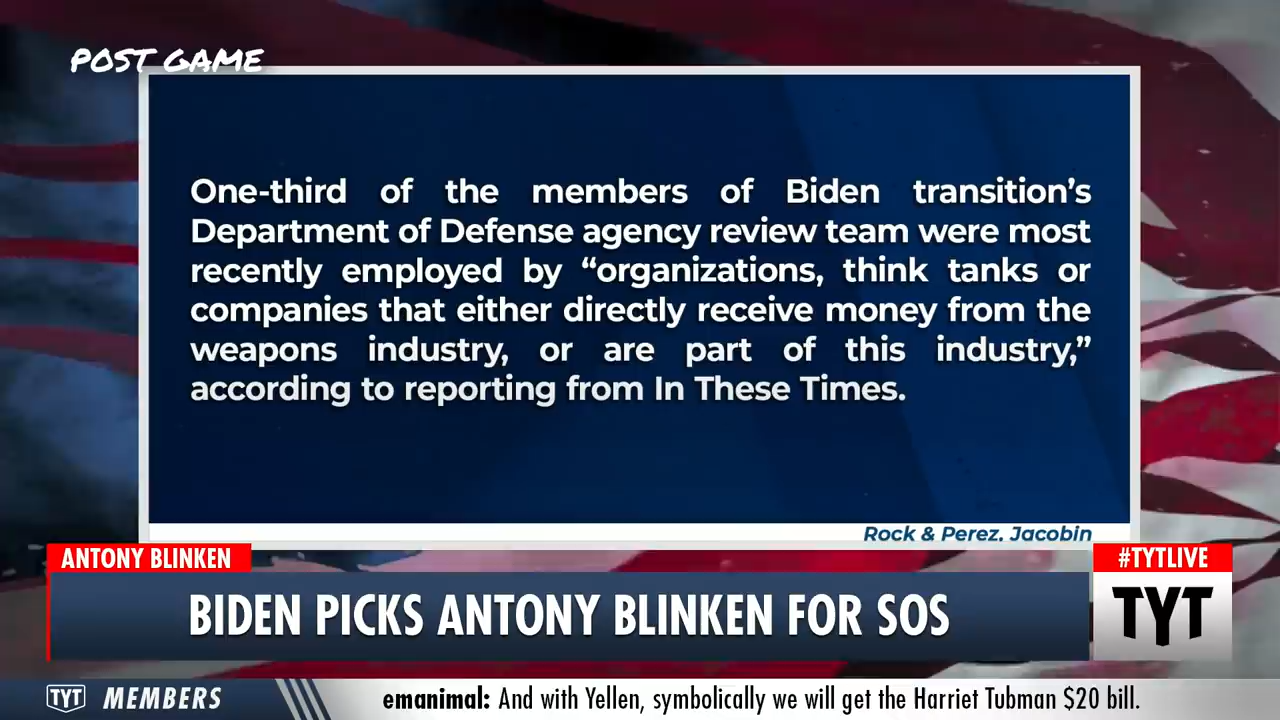 POST GAME
One-third of the members of Biden transition’s
Department of Defense agency review team were most
recently employed by “organizations, think tanks or
companies that either directly receive money from the
weapons industry, or are part of this industry,”
according to reporting from In These Times.
Rock & Perez, Jacobin
ANTONY BLINKEN
#TYTLIVE
BIDEN PICKS ANTONY BLINKEN FOR SOS
TYT
TYT MEMBERS
emanimal: And with Yellen, symbolically we will get the Harriet Tubman $20 bill.